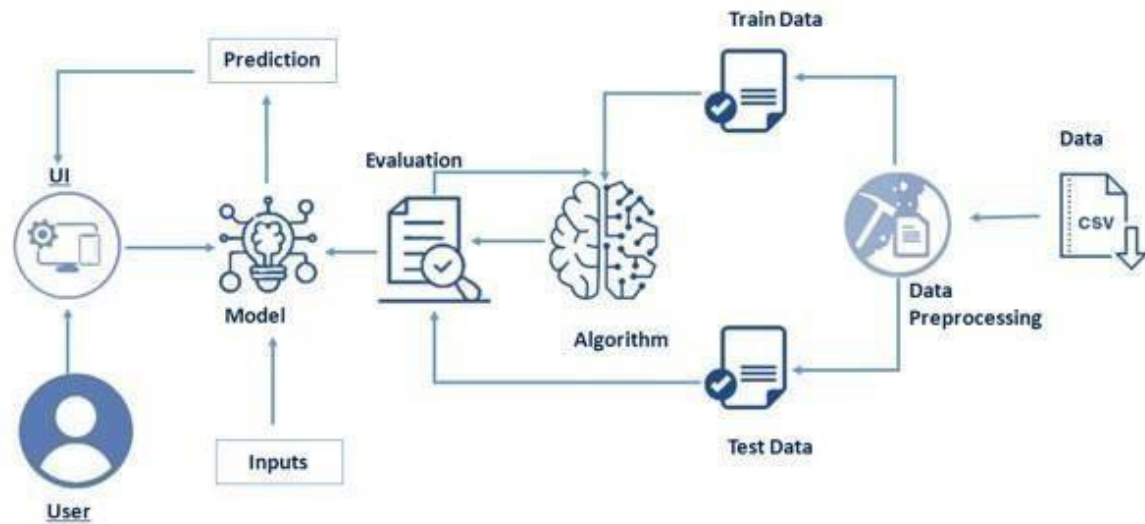 Train Data
Prediction
Data
Evaluation
UI
CSV
Data
Preprocessing
Model
Algorithm
Test Data
Inputs
User